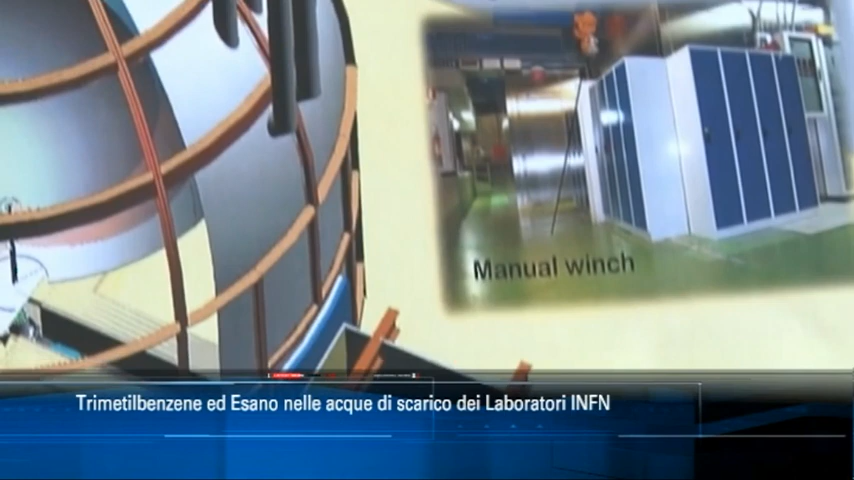 Manual winch
Trimetilbenzene ed Esano nelle acque di scarico dei Laboratori INFN